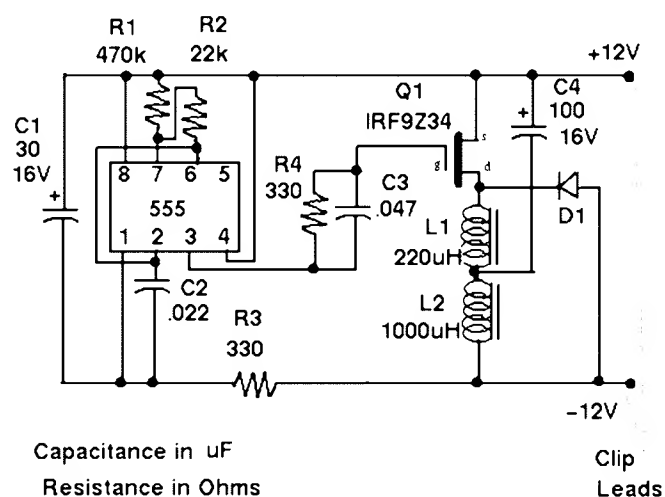 R1 R2
470k 22k
+12V
Q1
IRF9Z34
C4
100
16V
C1
30
16V
+
+
s
g
d
R4
330
C3
.047
8 7 6 5
555
1 2 3 4
D1
L1
220uH
C2
.022
L2
1000uH
R3
330
-12V
Capacitance in uF
Resistance in Ohms
Clip
Leads